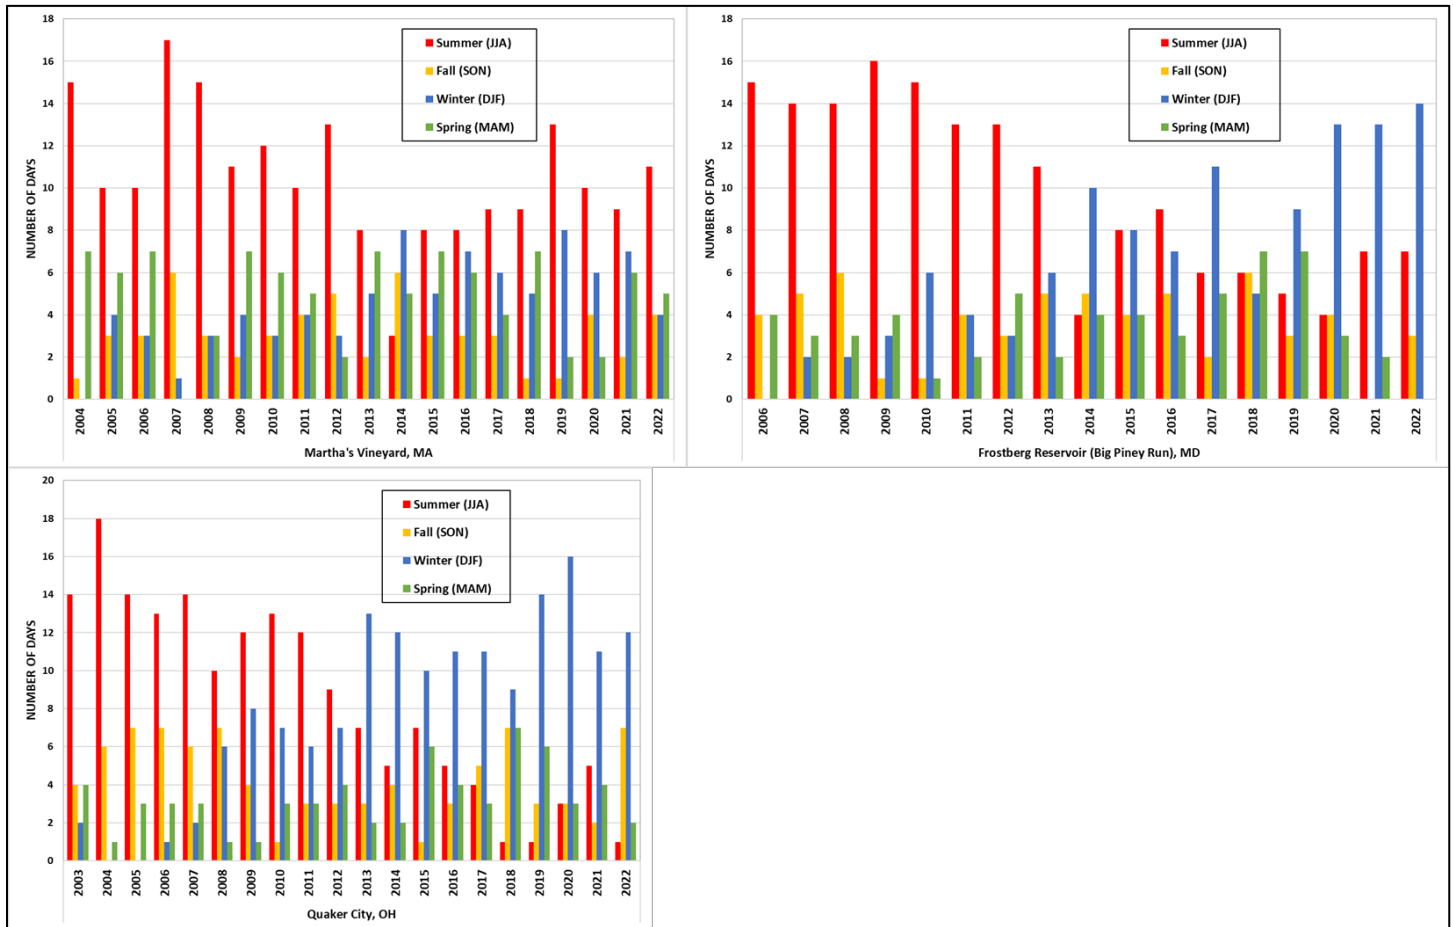 18
16
14
12
10
8
6
4
2
0
NUMBER OF DAYS
Summer (JJA)
Fall (SON)
Winter (DJF)
Spring (MAM)
2004 2005 2006 2007 2008 2009 2010 2011 2012 2013 2014 2015 2016 2017 2018 2019 2020 2021 2022
Martha's Vineyard, MA
18
16
14
12
10
8
6
4
2
0
NUMBER OF DAYS
Summer (JJA)
Fall (SON)
Winter (DJF)
Spring (MAM)
2006 2007 2008 2009 2010 2011 2012 2013 2014 2015 2016 2017 2018 2019 2020 2021 2022
Frostberg Reservoir (Big Piney Run), MD
20
18
16
14
12
10
8
6
4
2
0
NUMBER OF DAYS
Summer (JJA)
Fall (SON)
Winter (DJF)
Spring (MAM)
2003 2004 2005 2006 2007 2008 2009 2010 2011 2012 2013 2014 2015 2016 2017 2018 2019 2020 2021 2022
Quaker City, OH